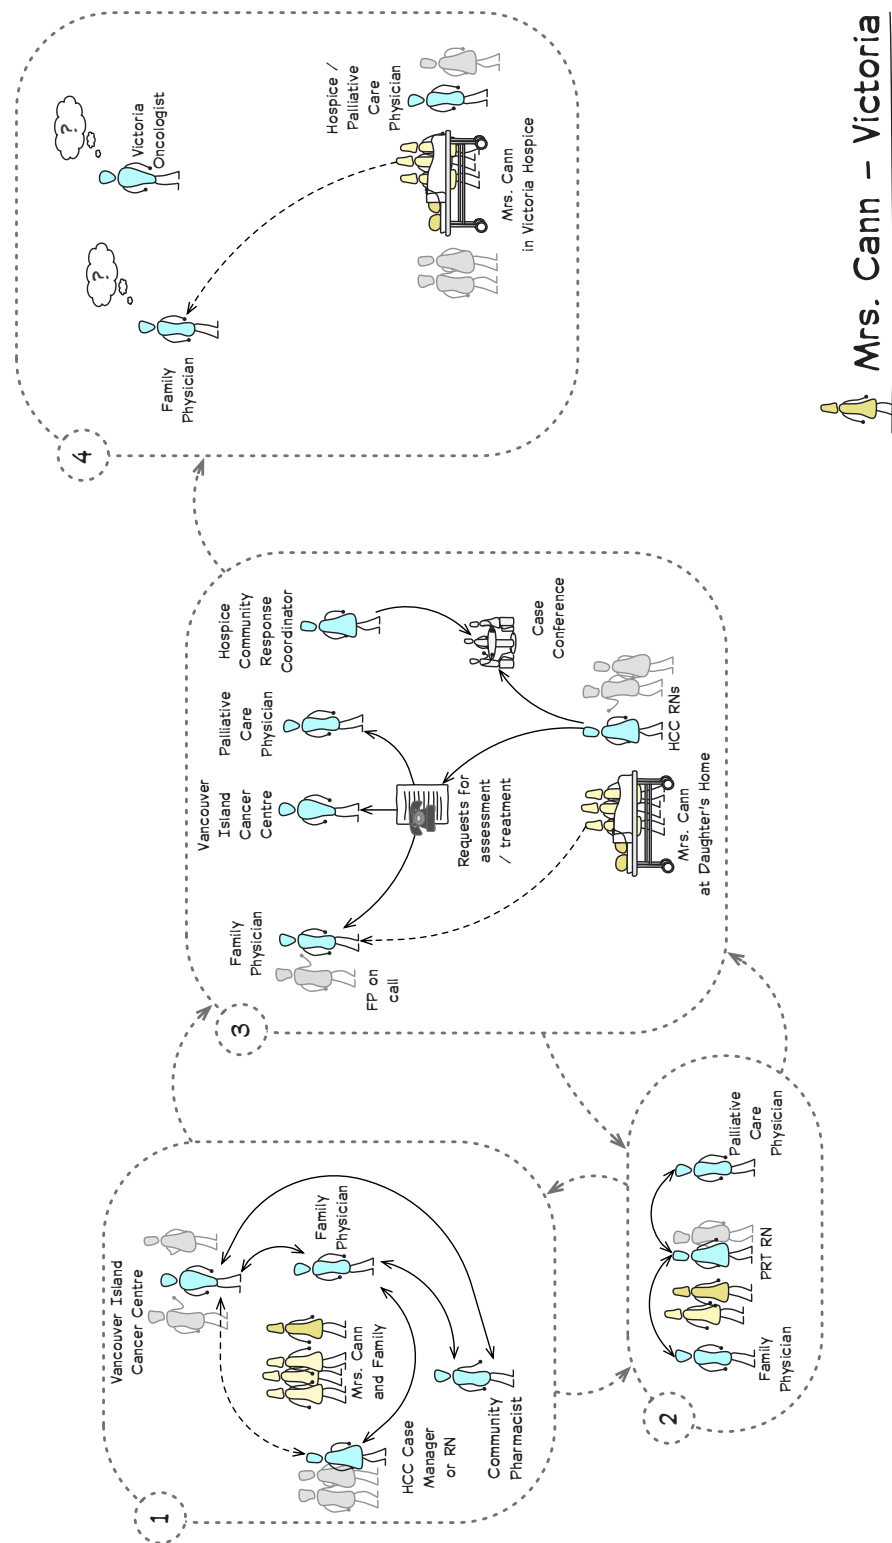 Mrs. Cann – Victoria
1
Vancouver Island
Cancer Centre
Family
Physician
Mrs. Cann
and Family
HCC Case
Manager
or RN
Community
Pharmacist
2
Family
Physician
PRT RN
Palliative
Care
Physician
3
Family
Physician
FP on
call
Vancouver
Island
Cancer
Centre
Palliative
Care
Physician
Hospice
Community
Response
Coordinator
Requests for
assessment
/ treatment
Case
Conference
HCC RNs
Mrs. Cann
at Daughter's Home
4
?
?
Family
Physician
Victoria
Oncologist
Hospice /
Palliative
Care
Physician
Mrs. Cann
in Victoria Hospice